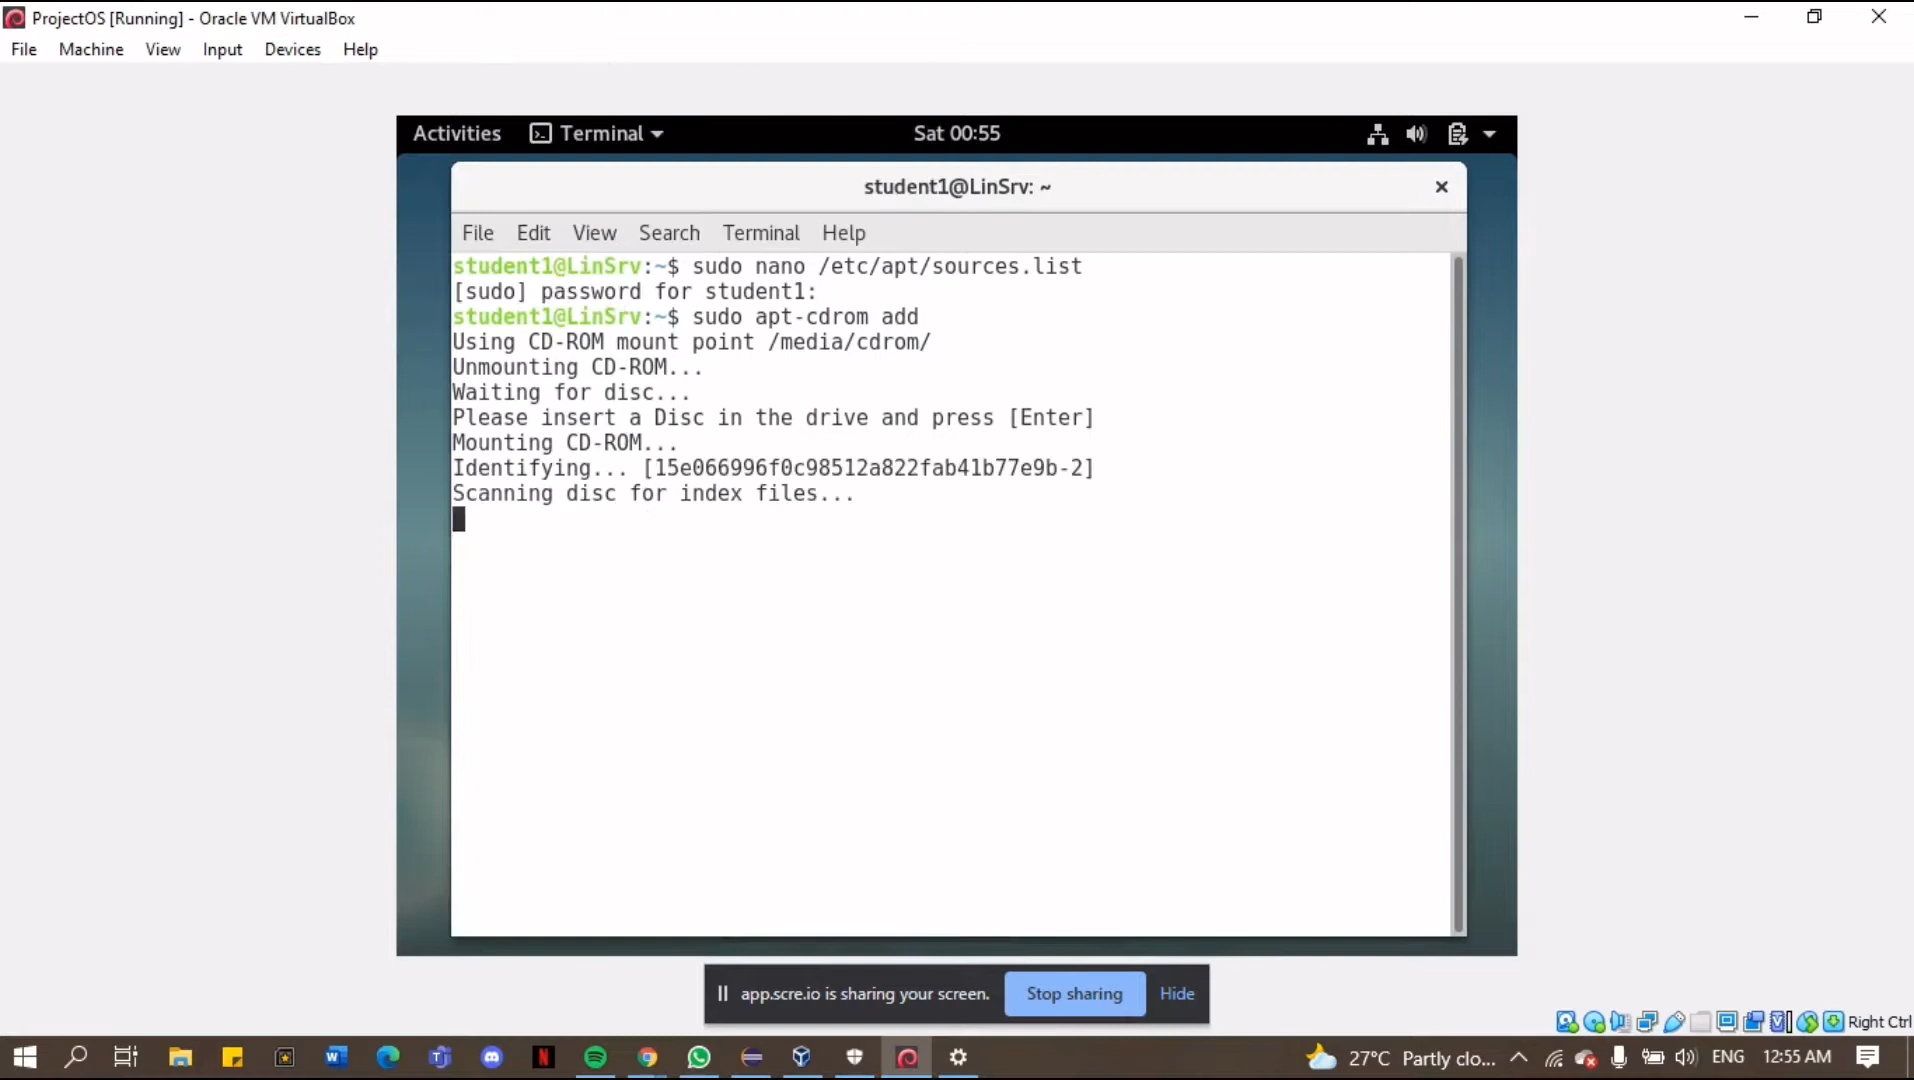 ProjectOS [Running] - Oracle VM VirtualBox
File Machine View Input Devices Help
Activities Terminal Sat 00:55
student1@LinSrv: ~
File Edit View Search Terminal Help
student1@LinSrv:~$ sudo nano /etc/apt/sources.list
[sudo] password for student1:
student1@LinSrv:~$ sudo apt-cdrom add
Using CD-ROM mount point /media/cdrom/
Unmounting CD-ROM...
Waiting for disc...
Please insert a Disc in the drive and press [Enter]
Mounting CD-ROM...
Identifying... [15e066996f0c98512a822fab41b77e9b-2]
Scanning disc for index files...
app.scre.io is sharing your screen. Stop sharing Hide
Right Ctrl
27°C Partly clo... ENG 12:55 AM